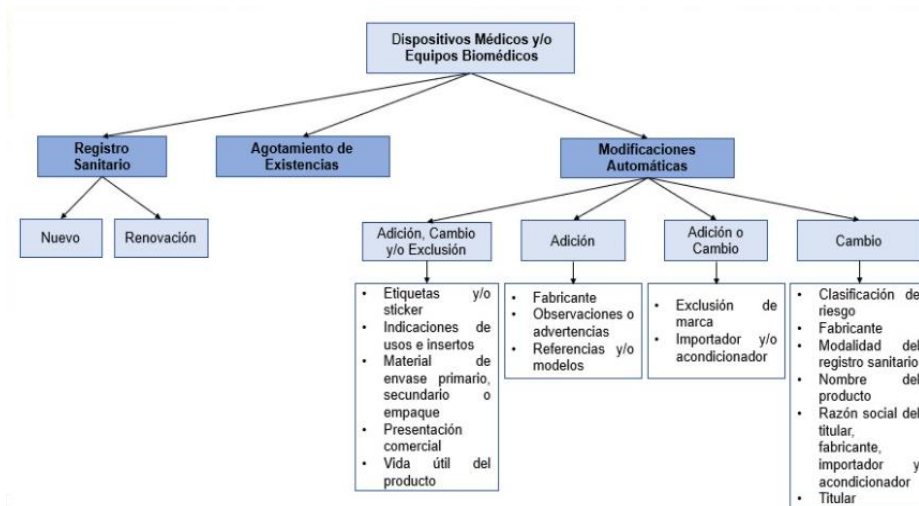 Dispositivos Médicos y/o
Equipos Biomédicos
Registro
Sanitario
Agotamiento de
Existencias
Modificaciones
Automáticas
Nuevo
Renovación
Adición, Cambio
y/o Exclusión
Adición
Adición o
Cambio
Cambio
• Etiquetas y/o
sticker
• Indicaciones de
usos e insertos
• Material de
envase primario,
secundario o
empaque
• Presentación
comercial
• Vida útil del
producto
• Fabricante
• Observaciones o
advertencias
• Referencias y/o
modelos
• Exclusión de
marca
• Importador y/o
acondicionador
• Clasificación de
riesgo
• Fabricante
• Modalidad del
registro sanitario
• Nombre del
producto
• Razón social del
titular,
fabricante,
importador y
acondicionador
• Titular